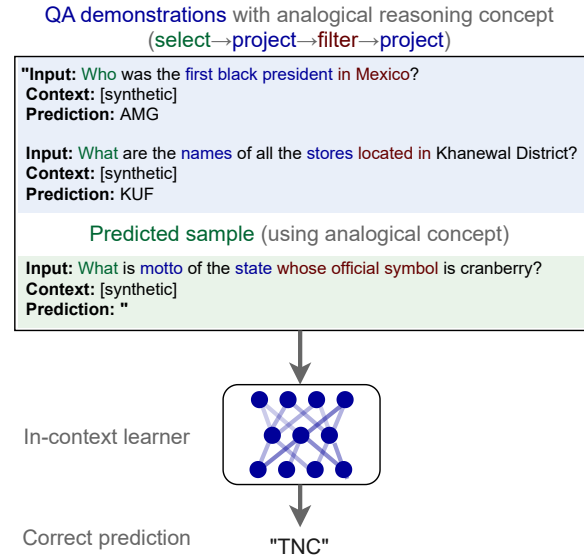 QA demonstrations with analogical reasoning concept
(select→project→filter→project)
"Input: Who was the first black president in Mexico?
Context: [synthetic]
Prediction: AMG
Input: What are the names of all the stores located in Khanewal District?
Context: [synthetic]
Prediction: KUF
Predicted sample (using analogical concept)
Input: What is motto of the state whose official symbol is cranberry?
Context: [synthetic]
Prediction: "
In-context learner
Correct prediction
"TNC"